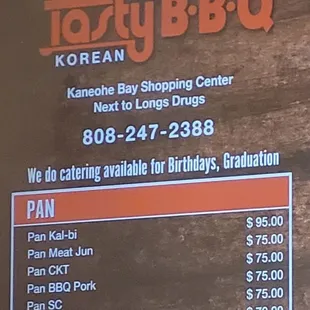 Tasty B·B·Q
KOREAN
Kaneohe Bay Shopping Center
Next to Longs Drugs
808-247-2388
We do catering available for Birthdays, Graduation
PAN
Pan Kal-bi $ 95.00
Pan Meat Jun $ 75.00
Pan CKT $ 75.00
Pan BBQ Pork $ 75.00
Pan SC $ 75.00